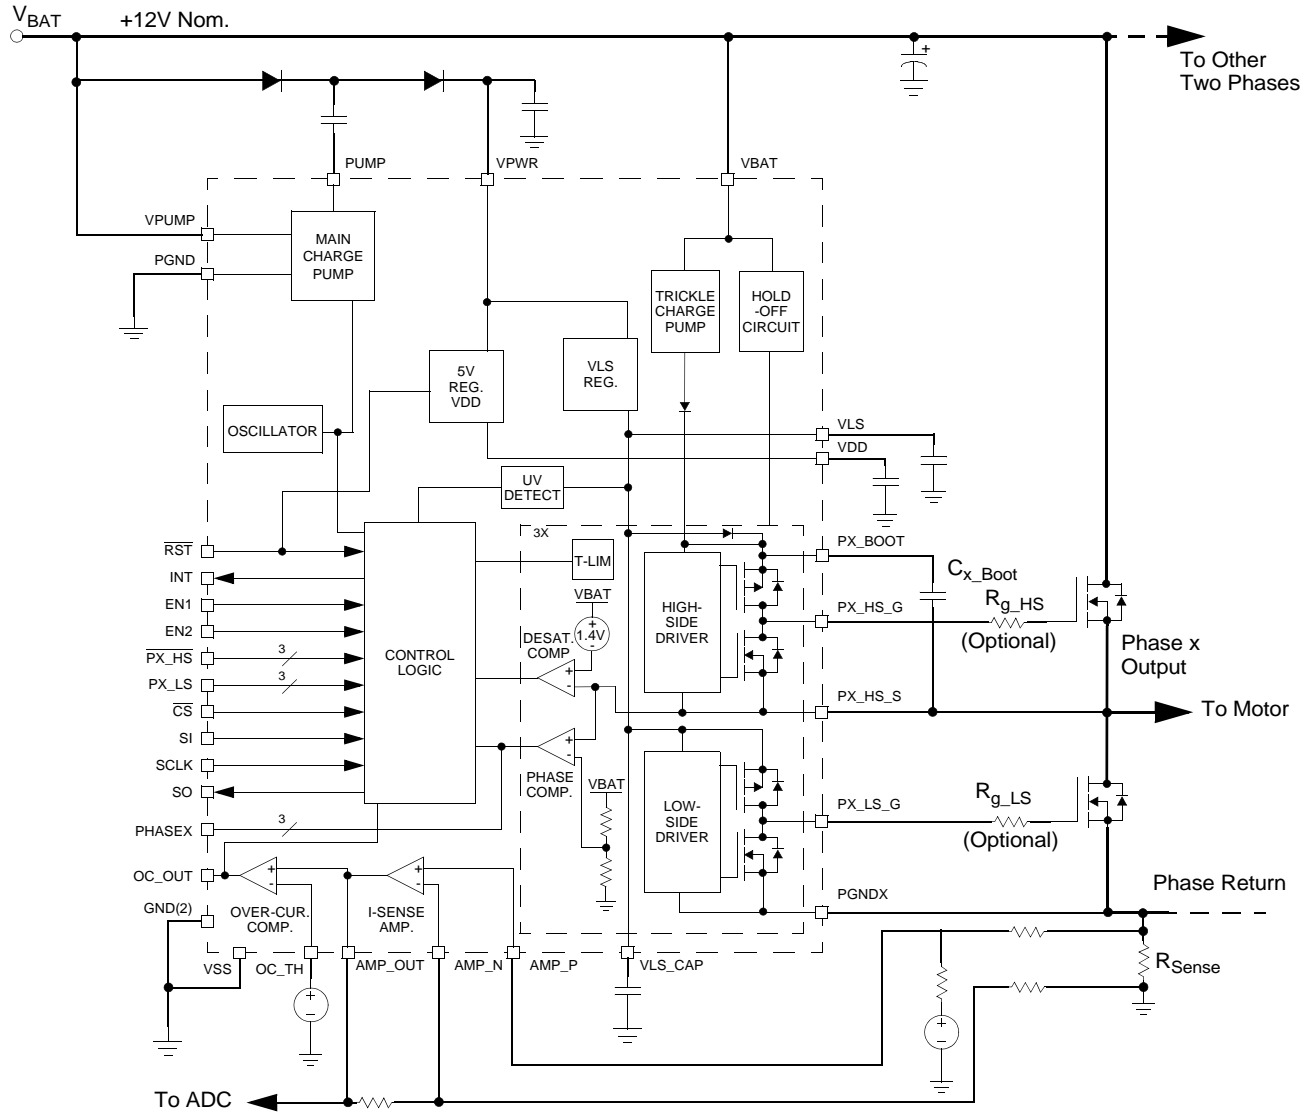 VBAT
+12V Nom.
To Other
Two Phases
PUMP
VPWR
VBAT
VPUMP
PGND
MAIN
CHARGE
PUMP
TRICKLE
CHARGE
PUMP
HOLD
-OFF
CIRCUIT
5V
REG.
VDD
VLS
REG.
OSCILLATOR
VLS
VDD
UV
DETECT
3X
T-LIM
RST
INT
EN1
EN2
PX_HS
3
PX_LS
3
CS
SI
SCLK
SO
PHASEX
3
OC_OUT
GND(2)
CONTROL
LOGIC
VBAT
+
1.4V
-
DESAT.
COMP.
+
-
HIGH-
SIDE
DRIVER
PX_BOOT
Cx_Boot
PX_HS_G
Rg_HS
(Optional)
Phase x
Output
PX_HS_S
To Motor
+
-
PHASE
COMP.
VBAT
LOW-
SIDE
DRIVER
PX_LS_G
Rg_LS
(Optional)
PGNDX
Phase Return
+
-
OVER-CUR.
COMP.
+
-
I-SENSE
AMP.
VSS
OC_TH
AMP_OUT
AMP_N
AMP_P
VLS_CAP
RSense
+
-
+
-
+
To ADC